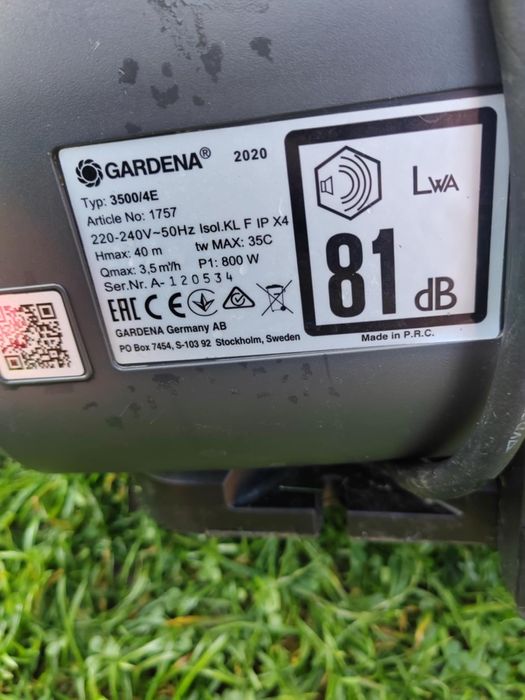 GARDENA® 2020
Typ: 3500/4E
Article No: 1757
220-240V~50Hz Isol.KL F IP X4
Hmax: 40 m tw MAX: 35C
Qmax: 3,5 m³/h P1: 800 W
Ser.Nr. A-120534
EAC CE
GARDENA Germany AB
PO Box 7454, S-103 92 Stockholm, Sweden
LWA
81 dB
Made in P.R.C.